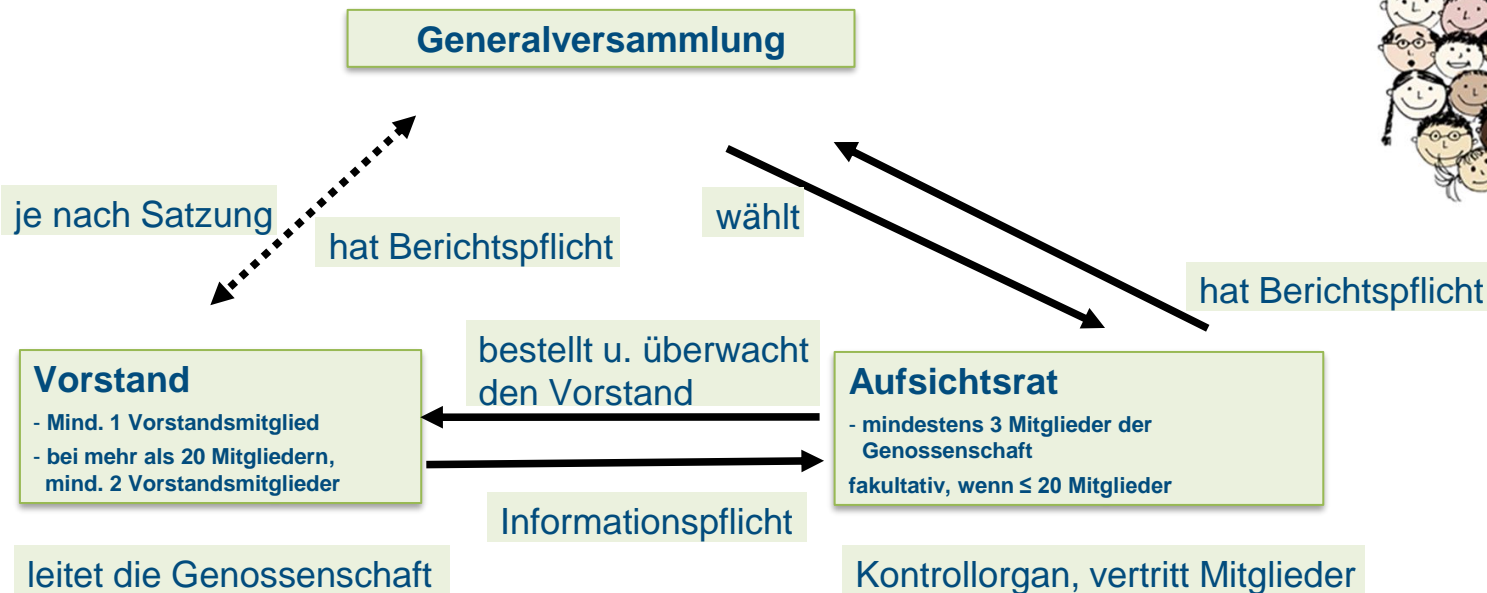 Generalversammlung
je nach Satzung
hat Berichtspflicht
wählt
hat Berichtspflicht
bestellt u. überwacht
den Vorstand
Vorstand
- Mind. 1 Vorstandsmitglied
- bei mehr als 20 Mitgliedern,
mind. 2 Vorstandsmitglieder
Aufsichtsrat
- mindestens 3 Mitglieder der
Genossenschaft
fakultativ, wenn ≤ 20 Mitglieder
Informationspflicht
leitet die Genossenschaft
Kontrollorgan, vertritt Mitglieder